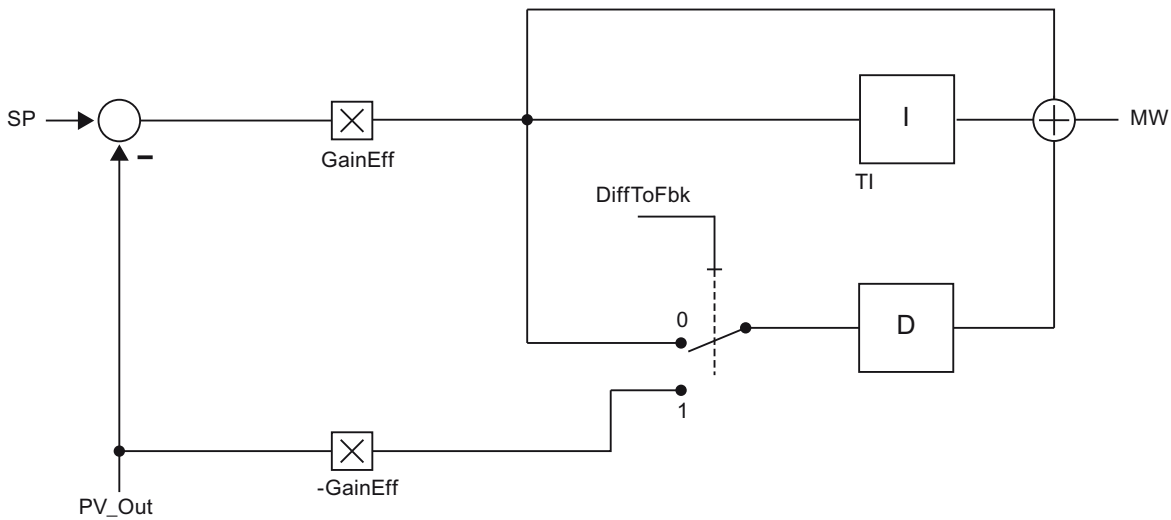 SP
GainEff
I
MW
TI
DiffToFbk
0
D
1
-GainEff
PV_Out